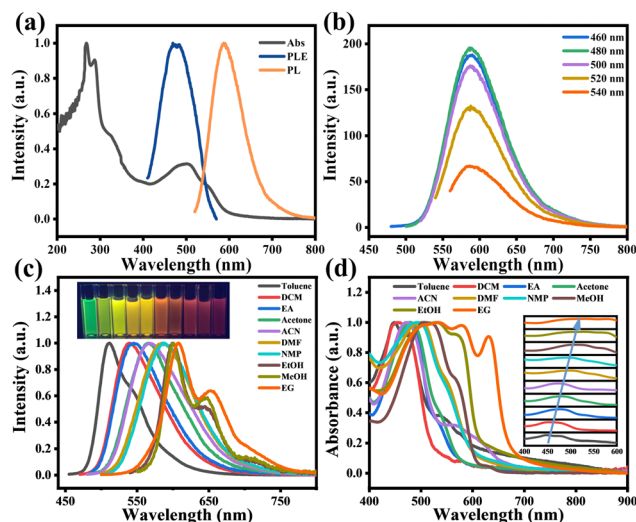 (a)
Abs
PLE
PL
Intensity (a.u.)
1.0
0.8
0.6
0.4
0.2
0.0
200 300 400 500 600 700 800
Wavelength (nm)
(b)
460 nm
480 nm
500 nm
520 nm
540 nm
Intensity (a.u.)
200
150
100
50
0
450 500 550 600 650 700 750 800
Wavelength (nm)
(c)
Toluene
DCM
EA
Acetone
ACN
DMF
NMP
EtOH
MeOH
EG
Intensity (a.u.)
1.4
1.2
1.0
0.8
0.6
0.4
0.2
0.0
450 550 650 750
Wavelength (nm)
(d)
Toluene DCM EA Acetone
ACN DMF NMP MeOH
EtOH EG
Absorbance (a.u.)
1.0
0.8
0.6
0.4
0.2
0.0
400 450 500 600
400 500 600 700 800 900
Wavelength (nm)